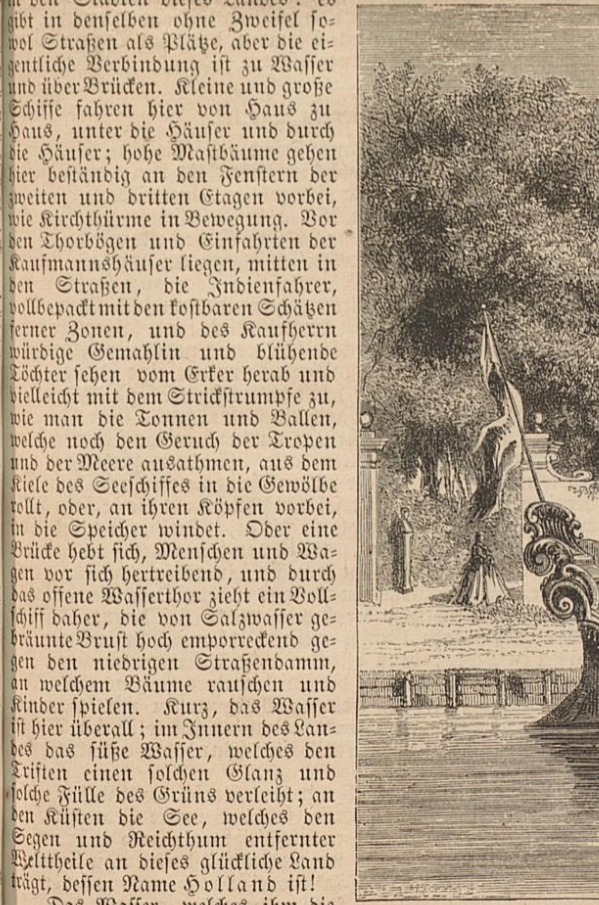 in den Städten dieses Landes: es
gibt in denselben ohne Zweifel so-
wol Straßen als Plätze, aber die ei-
gentliche Verbindung ist zu Wasser
und über Brücken. Kleine und große
Schiffe fahren hier von Haus zu
Haus, unter die Häuser und durch
die Häuser; hohe Mastbäume gehen
hier beständig an den Fenstern der
zweiten und dritten Etagen vorbei,
wie Kirchthürme in Bewegung. Vor
den Thorbögen und Einfahrten der
Kaufmannshäuser liegen, mitten in
den Straßen, die Indienfahrer,
vollbepackt mit den kostbaren Schätzen
ferner Zonen, und des Kaufherrn
würdige Gemahlin und blühende
Töchter sehen vom Erker herab und
vielleicht mit dem Strickstrumpfe zu,
wie man die Tonnen und Ballen,
welche noch den Geruch der Tropen
und der Meere ausathmen, aus dem
Kiele des Seeschiffes in die Gewölbe
rollt, oder, an ihren Köpfen vorbei,
in die Speicher windet. Oder eine
Brücke hebt sich, Menschen und Wa-
gen vor sich hertreibend, und durch
das offene Wasserthor zieht ein Voll-
schiff daher, die von Salzwasser ge-
bräunte Brust hoch emporreckend ge-
gen den niedrigen Straßendamm,
an welchem Bäume rauschen und
Kinder spielen. Kurz, das Wasser
ist hier überall; im Innern des Lan-
des das süße Wasser, welches den
Triften einen solchen Glanz und
solche Fülle des Grüns verleiht; an
den Küsten die See, welches den
Segen und Reichthum entfernter
Welttheile an dieses glückliche Land
trägt, dessen Name Holland ist!
Das Wasser, welches ihm die